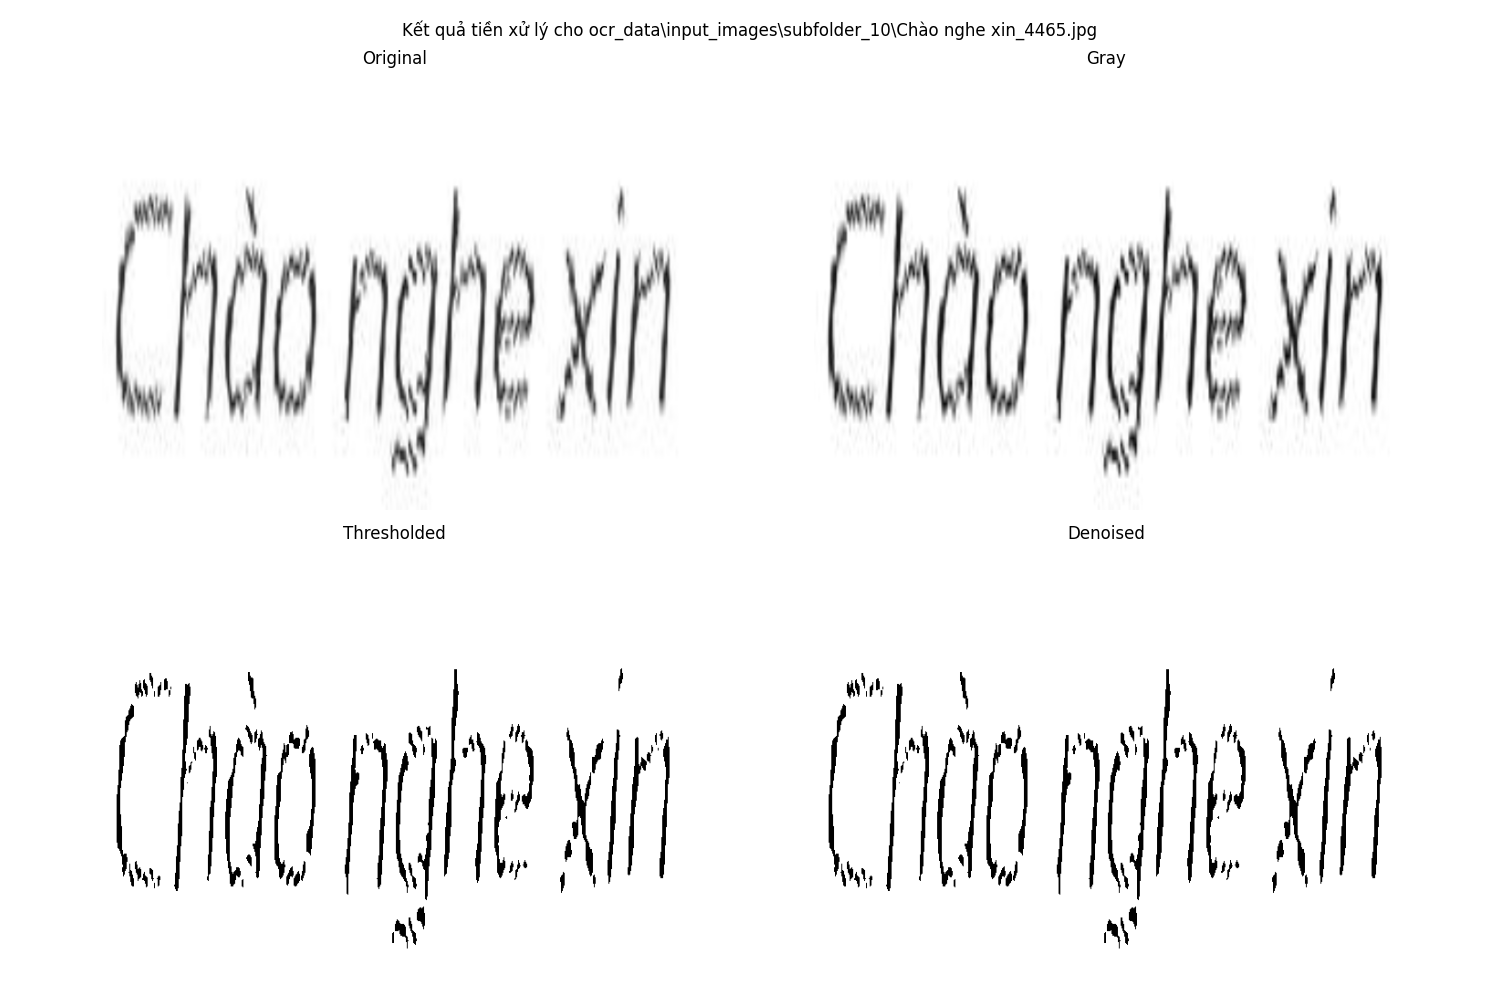 Kết quả tiền xử lý cho ocr_data\input_images\subfolder_10\Chào nghe xin_4465.jpg
Original
Gray
Chào nghe xin
Chào nghe xin
Thresholded
Denoised
Chào nghe xin
Chào nghe xin